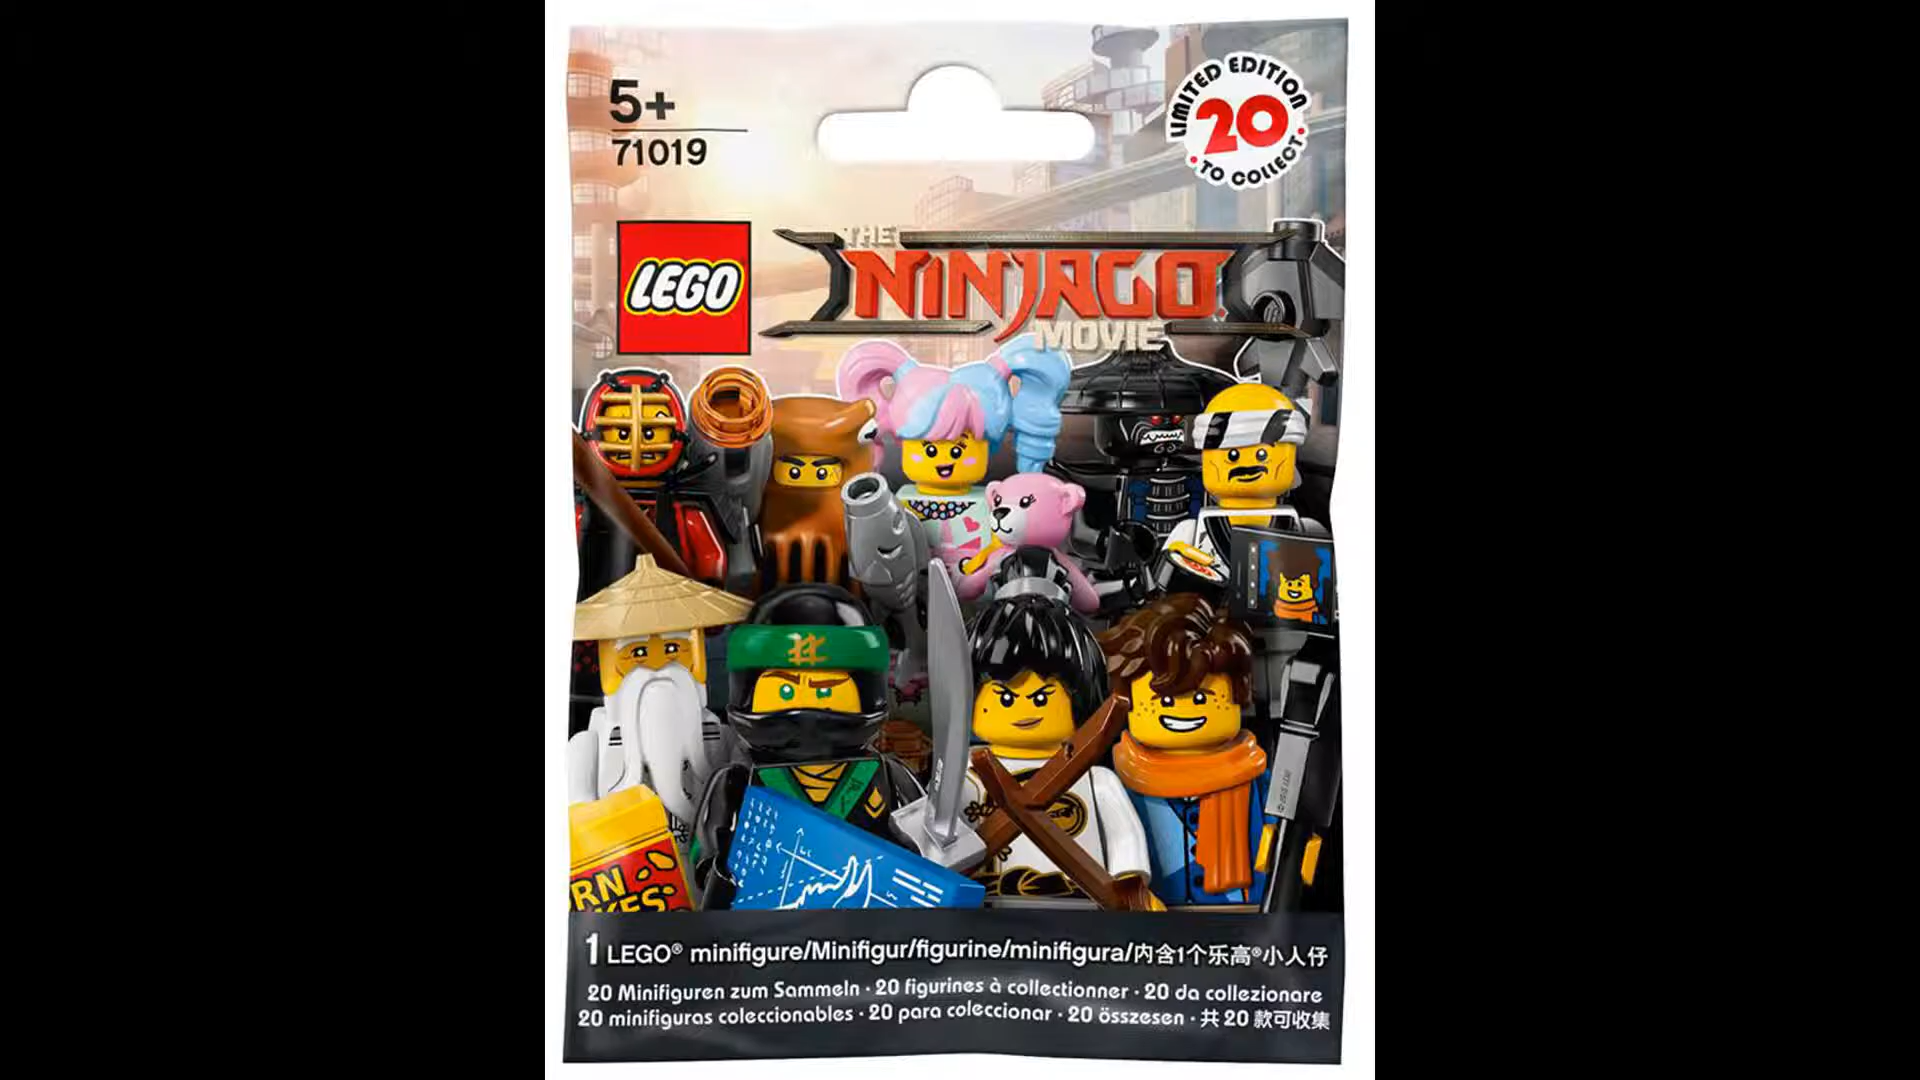 5+
71019
LIMITED EDITION
20
TO COLLECT
LEGO
THE
NINJAGO
MOVIE
1 LEGO® minifigure/Minifigur/figurine/minifigura/内含1个乐高®小人仔
20 Minifiguren zum Sammeln · 20 figurines à collectionner · 20 da collezionare
20 minifiguras coleccionables · 20 para coleccionar · 20 összesen · 共 20 款可收集